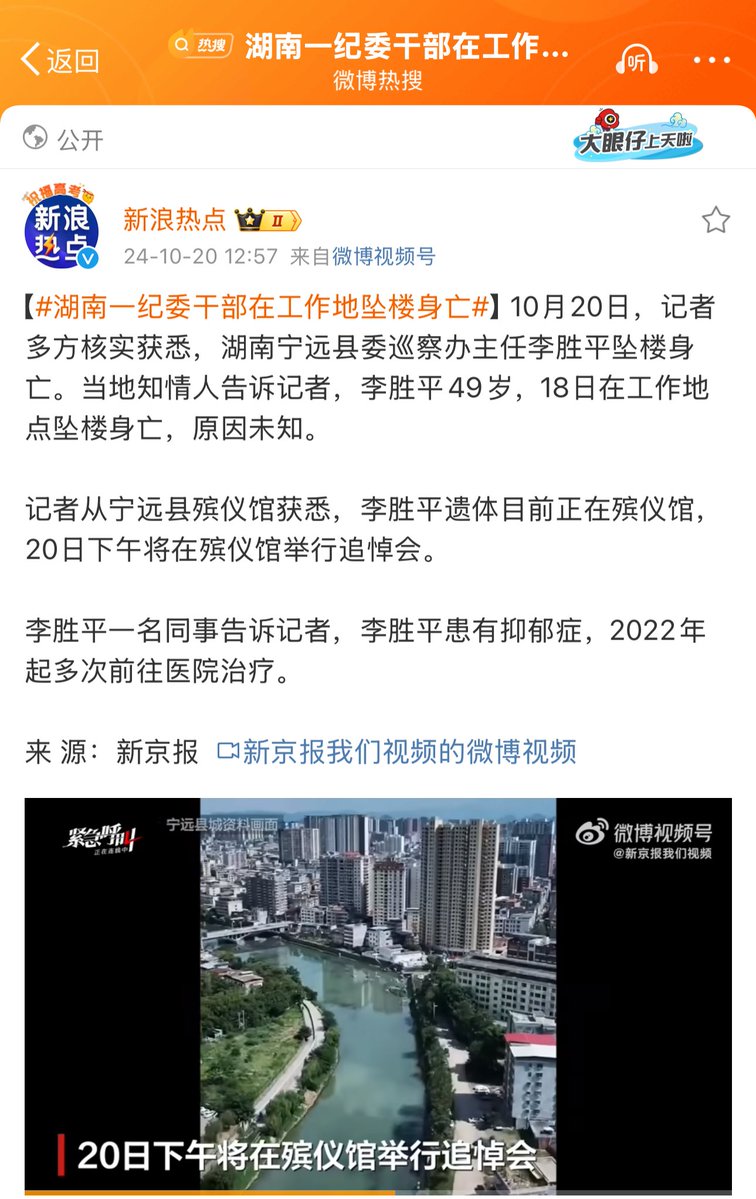 返回
热搜
湖南一纪委干部在工作...
听
微博热搜
公开
大眼仔上天啦
祝福高考
新浪
热点
新浪热点
II
24-10-20 12:57 来自微博视频号
【#湖南一纪委干部在工作地坠楼身亡#】10月20日，记者
多方核实获悉，湖南宁远县委巡察办主任李胜平坠楼身
亡。当地知情人告诉记者，李胜平49岁，18日在工作地
点坠楼身亡，原因未知。
记者从宁远县殡仪馆获悉，李胜平遗体目前正在殡仪馆，
20日下午将在殡仪馆举行追悼会。
李胜平一名同事告诉记者，李胜平患有抑郁症，2022年
起多次前往医院治疗。
来 源：新京报 新京报我们视频的微博视频
紧急呼叫
正在连线中
宁远县城资料画面
微博视频号
@新京报我们视频
20日下午将在殡仪馆举行追悼会